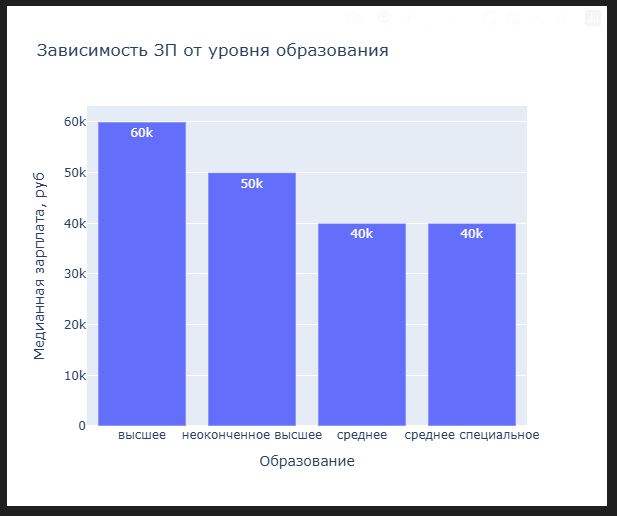 Зависимость ЗП от уровня образования
Медианная зарплата, руб
60k
50k
40k
30k
20k
10k
0
60k
50k
40k
40k
высшее
неоконченное высшее
среднее
среднее специальное
Образование